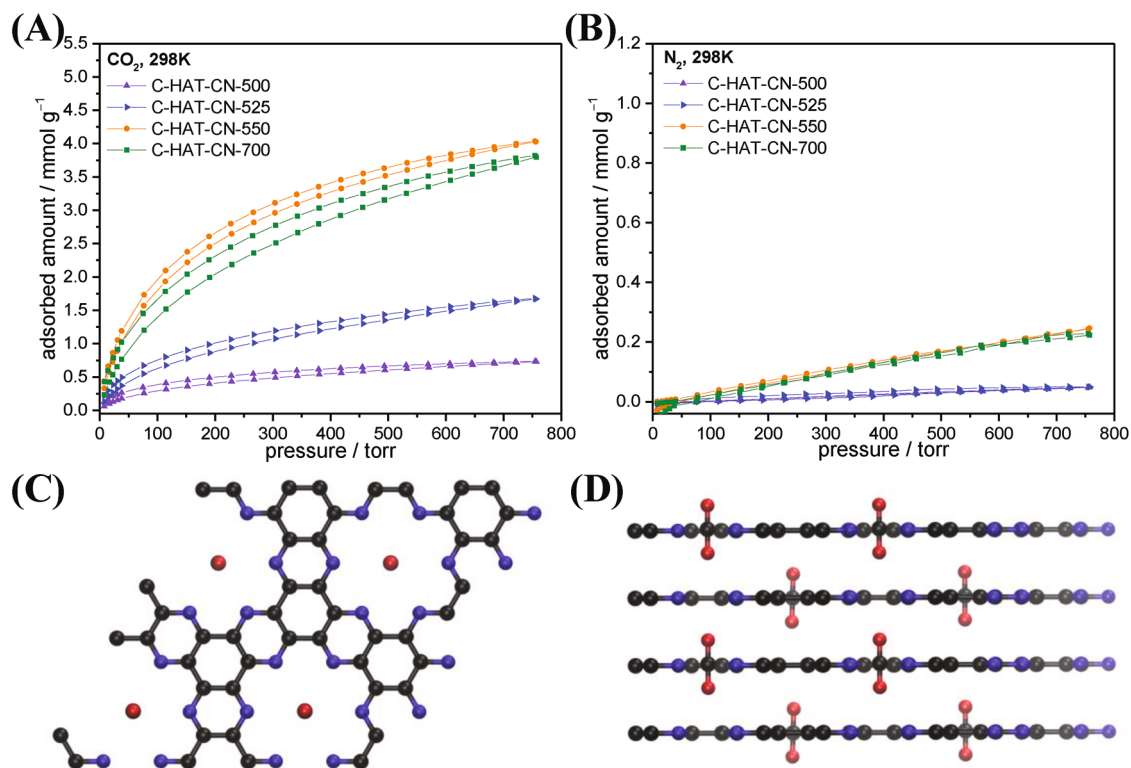 (A)
CO₂, 298K
C-HAT-CN-500
C-HAT-CN-525
C-HAT-CN-550
C-HAT-CN-700
adsorbed amount / mmol g⁻¹
5.5
5.0
4.5
4.0
3.5
3.0
2.5
2.0
1.5
1.0
0.5
0.0
0 100 200 300 400 500 600 700 800
pressure / torr
(B)
N₂, 298K
C-HAT-CN-500
C-HAT-CN-525
C-HAT-CN-550
C-HAT-CN-700
adsorbed amount / mmol g⁻¹
1.2
1.0
0.8
0.6
0.4
0.2
0.0
0 100 200 300 400 500 600 700 800
pressure / torr
(C)
(D)